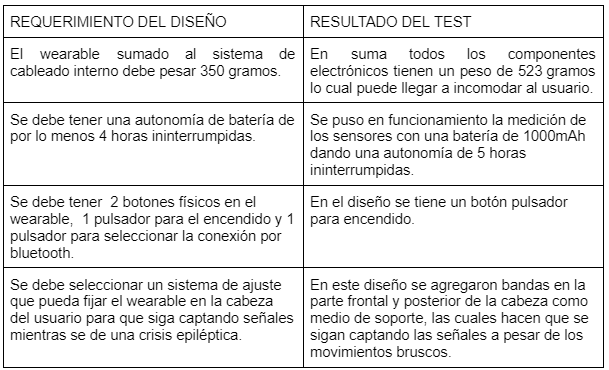 REQUERIMIENTO DEL DISEÑO
RESULTADO DEL TEST
El wearable sumado al sistema de
cableado interno debe pesar 350 gramos.
En suma todos los componentes
electrónicos tienen un peso de 523 gramos
lo cual puede llegar a incomodar al usuario.
Se debe tener una autonomía de batería de
por lo menos 4 horas ininterrumpidas.
Se puso en funcionamiento la medición de
los sensores con una batería de 1000mAh
dando una autonomía de 5 horas
ininterrumpidas.
Se debe tener 2 botones físicos en el
wearable, 1 pulsador para el encendido y 1
pulsador para seleccionar la conexión por
bluetooth.
En el diseño se tiene un botón pulsador
para encendido.
Se debe seleccionar un sistema de ajuste
que pueda fijar el wearable en la cabeza
del usuario para que siga captando señales
mientras se de una crisis epiléptica.
En este diseño se agregaron bandas en la
parte frontal y posterior de la cabeza como
medio de soporte, las cuales hacen que se
sigan captando las señales a pesar de los
movimientos bruscos.